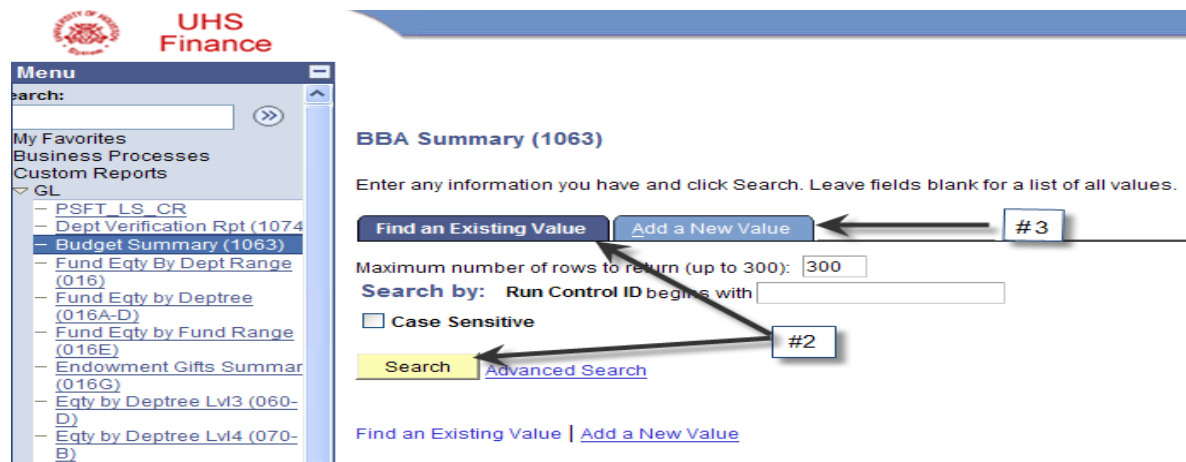 UHS
Finance
Menu
earch:
My Favorites
Business Processes
Custom Reports
GL
PSFT_LS_CR
Dept Verification Rpt (1074
Budget Summary (1063)
Fund Eqty By Dept Range
(016)
Fund Eqty by Deptree
(016A-D)
Fund Eqty by Fund Range
(016E)
Endowment Gifts Summar
(016G)
Eqty by Deptree Lvl3 (060-
D)
Eqty by Deptree Lvl4 (070-
B)
BBA Summary (1063)
Enter any information you have and click Search. Leave fields blank for a list of all values.
Find an Existing Value Add a New Value #3
Maximum number of rows to return (up to 300): 300
Search by: Run Control ID begins with
Case Sensitive
#2
Search Advanced Search
Find an Existing Value | Add a New Value